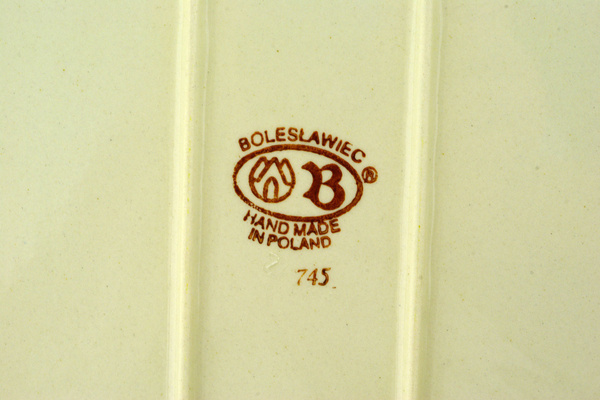 BOLESŁAWIEC
B ®
HAND MADE
IN POLAND
745